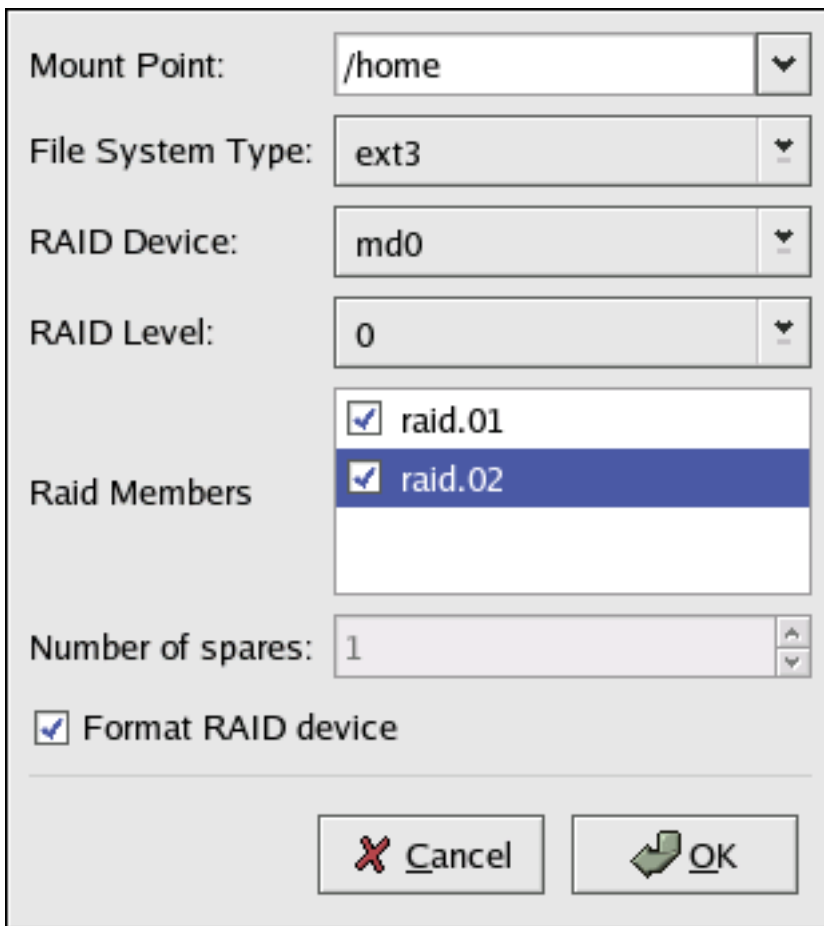 Mount Point: /home
File System Type: ext3
RAID Device: md0
RAID Level: 0
raid.01
Raid Members
raid.02
Number of spares: 1
Format RAID device
Cancel OK